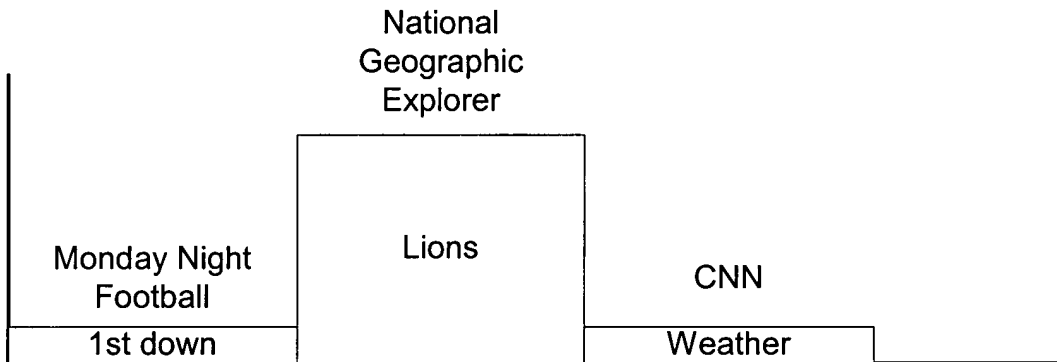 National
Geographic
Explorer
Lions
Monday Night
Football
CNN
1st down
Weather